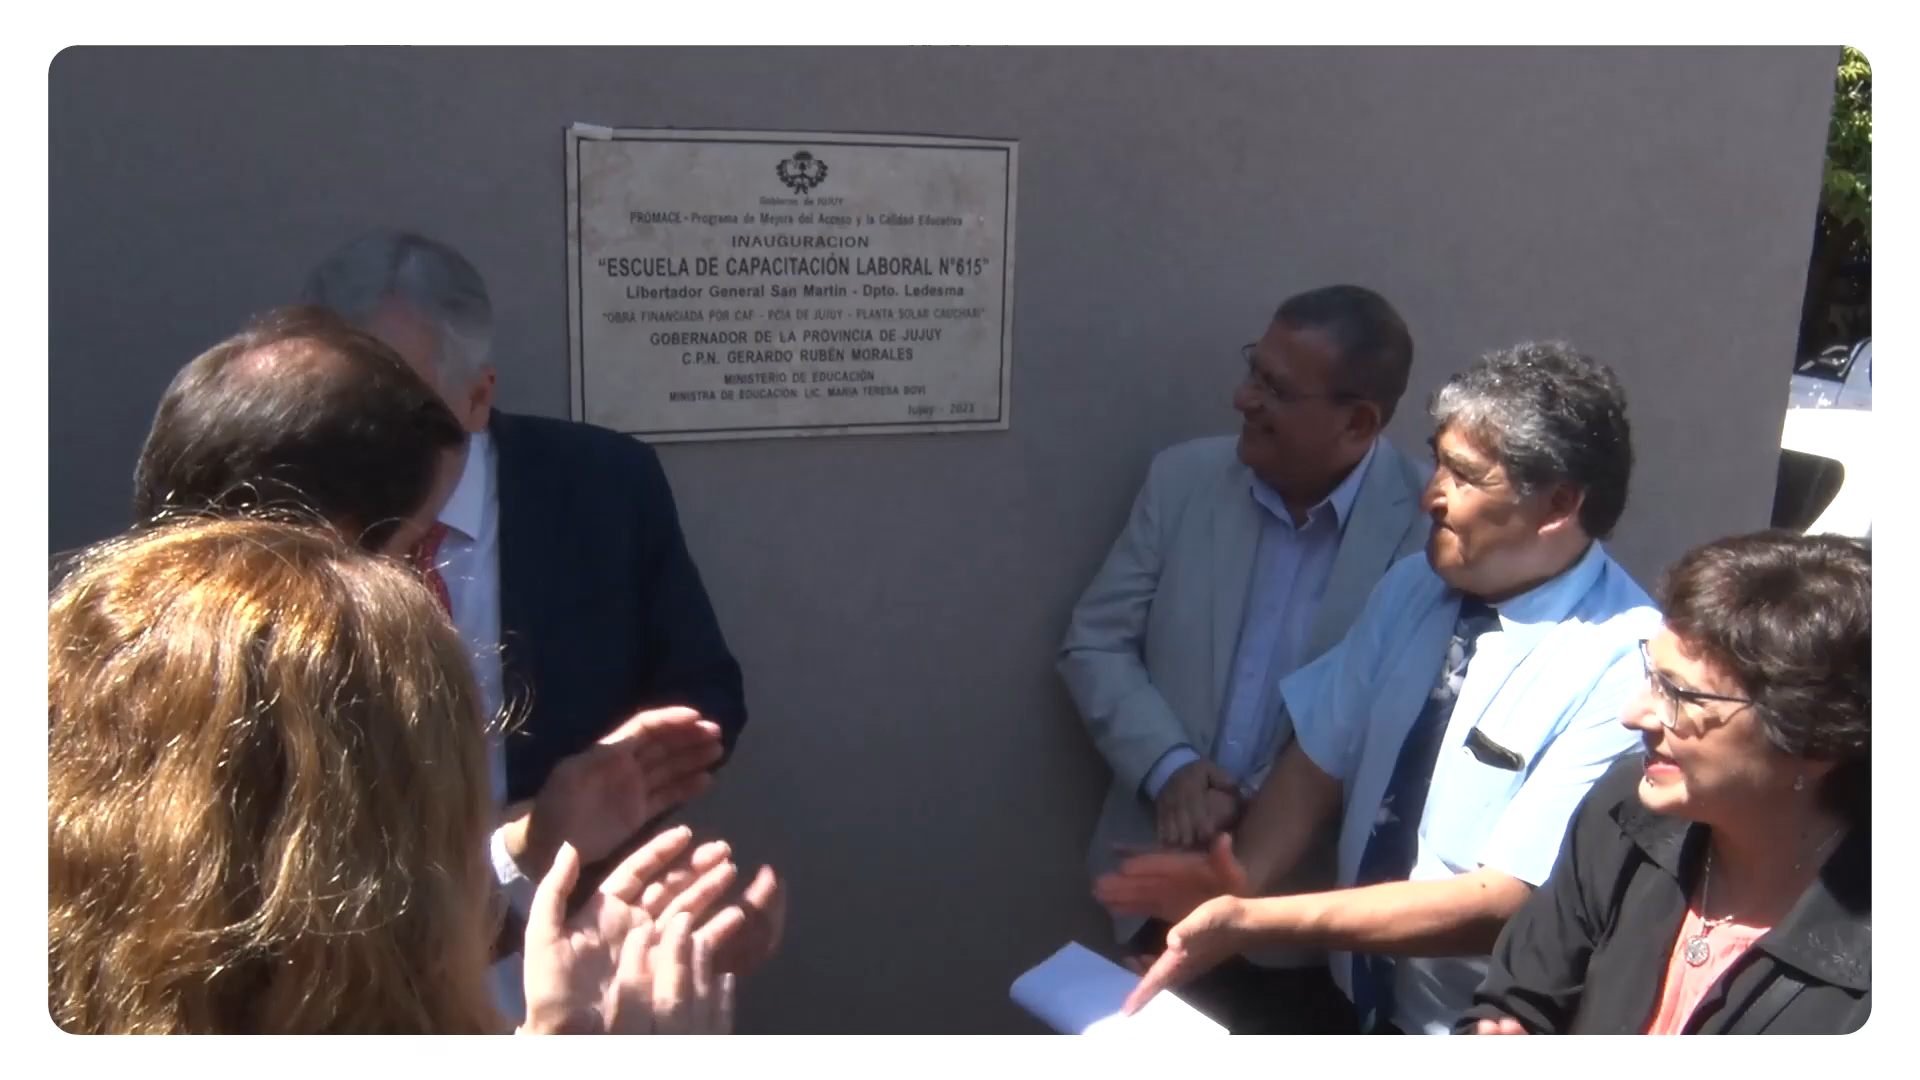 Gobierno de JUJUY
PROMACE - Programa de Mejora del Acceso y la Calidad Educativa
INAUGURACION
“ESCUELA DE CAPACITACIÓN LABORAL N°615”
Libertador General San Martín - Dpto. Ledesma
"OBRA FINANCIADA POR CAF - PCIA DE JUJUY - PLANTA SOLAR CAUCHARI"
GOBERNADOR DE LA PROVINCIA DE JUJUY
C.P.N. GERARDO RUBÉN MORALES
MINISTERIO DE EDUCACIÓN
MINISTRA DE EDUCACIÓN: LIC. MARÍA TERESA BOVI
Jujuy - 2023